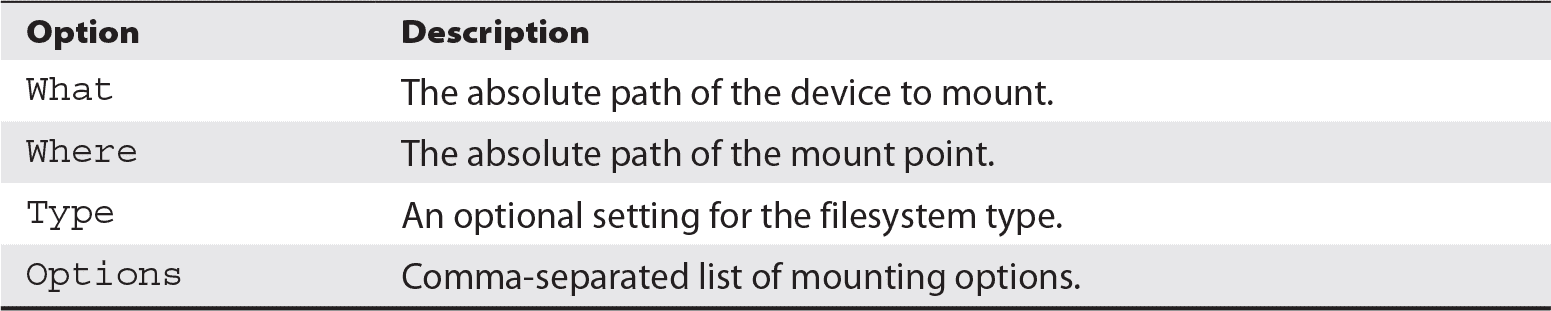 Option Description
What The absolute path of the device to mount.
Where The absolute path of the mount point.
Type An optional setting for the filesystem type.
Options Comma-separated list of mounting options.